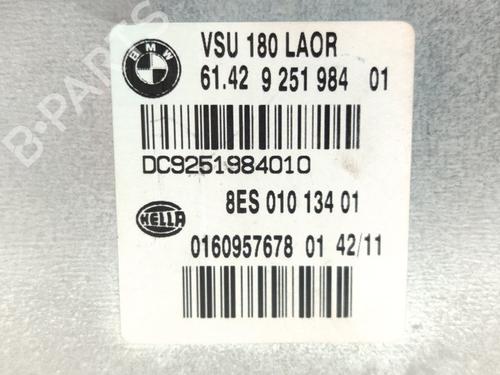 BMW
VSU 180 LAOR
61.42 9 251 984 01
DC9251984010
HELLA
8ES 010 134 01
0160957678 01 42/11
B-PARTS